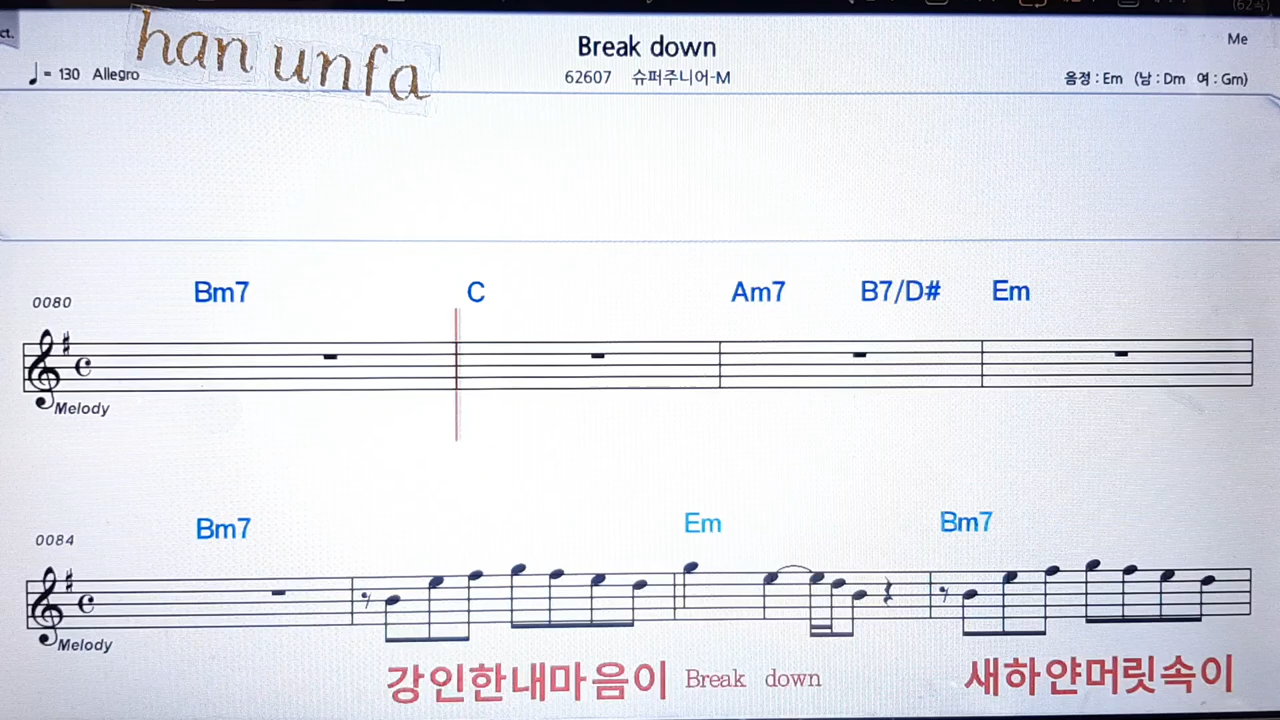 ct.
han unfa
Break down
Me
♩= 130 Allegro
62607 슈퍼주니어-M
음정 : Em (남 : Dm 여 : Gm)
0080
Bm7 C Am7 B7/D# Em
Melody
0084
Bm7 Em Bm7
Melody
강인한내마음이 Break down 새하얀머릿속이